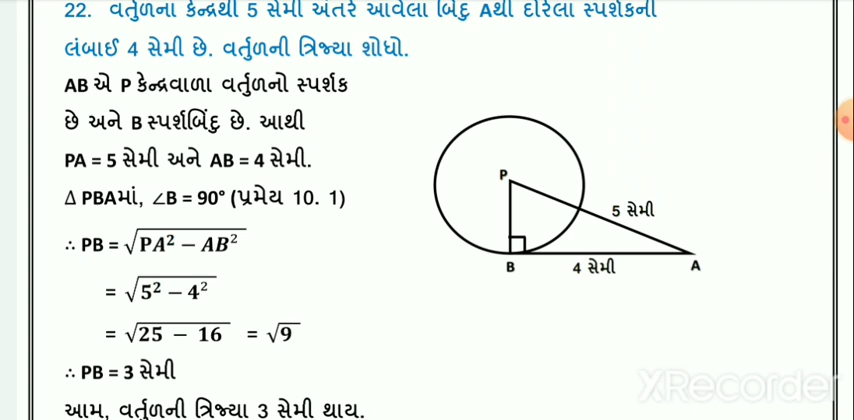 22. વર્તુળના કેન્દ્રથી 5 સેમી અંતરે આવેલા બિંદુ Aથી દોરેલા સ્પર્શકની
લંબાઈ 4 સેમી છે. વર્તુળની ત્રિજ્યા શોધો.
AB એ P કેન્દ્રવાળા વર્તુળનો સ્પર્શક
છે અને B સ્પર્શબિંદુ છે. આથી
PA = 5 સેમી અને AB = 4 સેમી.
Δ PBAમાં, ∠B = 90° (પ્રમેય 10. 1)
∴ PB = √(PA² − AB²)
= √(5² − 4²)
= √(25 − 16) = √9
∴ PB = 3 સેમી
આમ, વર્તુળની ત્રિજ્યા 3 સેમી થાય.
P
5 સેમી
B
4 સેમી
A
XRecorder